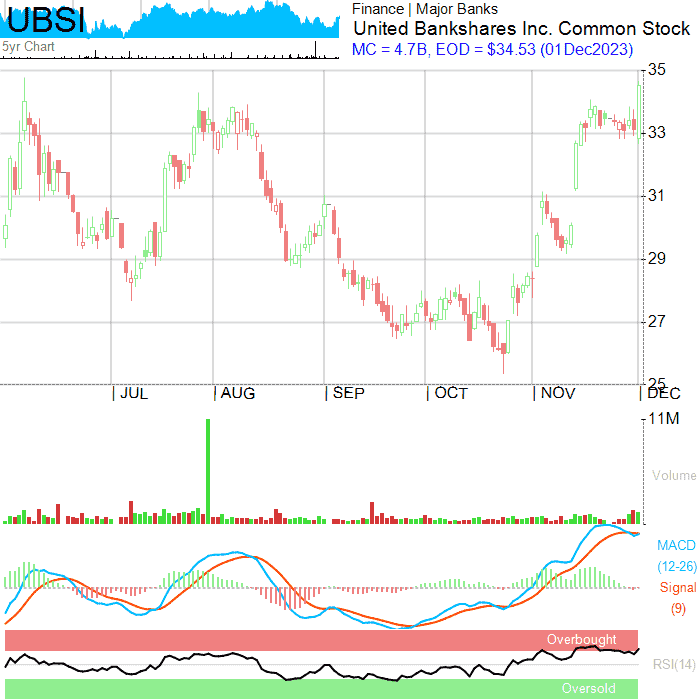 UBSI
Finance | Major Banks
United Bankshares Inc. Common Stock
5yr Chart
MC = 4.7B, EOD = $34.53 (01Dec2023)
35
33
31
29
27
25
| JUL | AUG | SEP | OCT | NOV | DEC
11M
Volume
MACD
(12-26)
Signal
(9)
Overbought
RSI(14)
Oversold